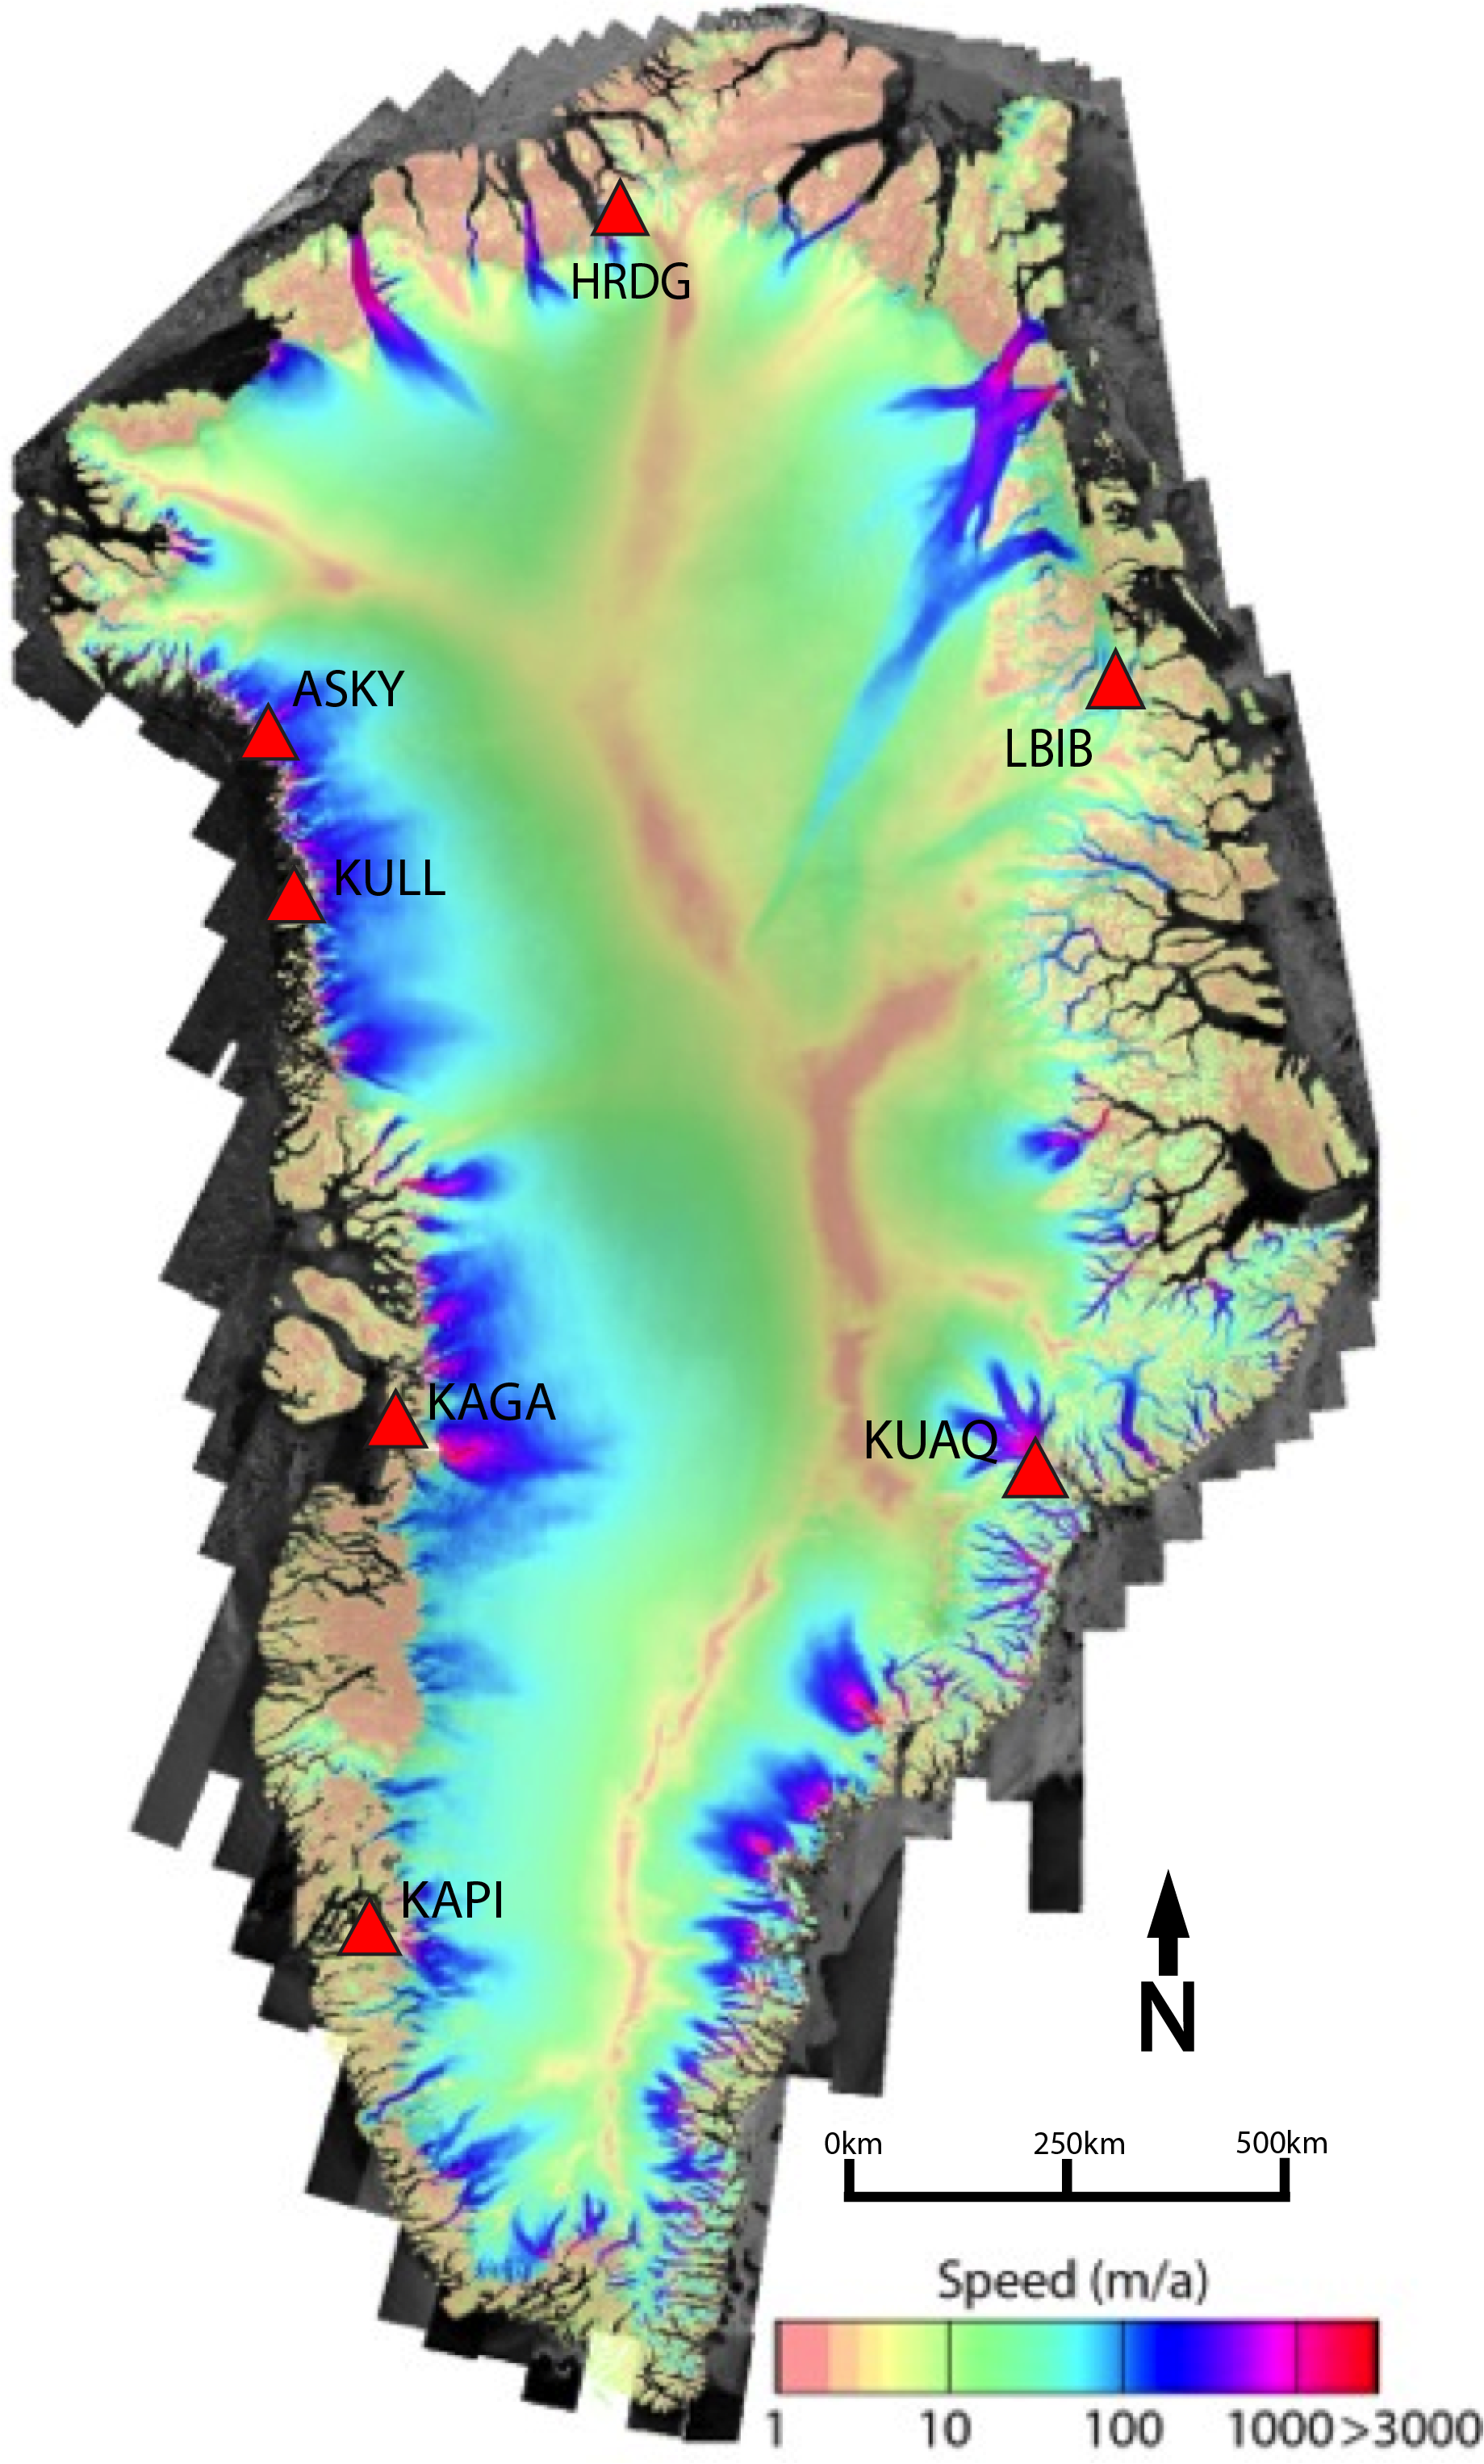 HRDG
ASKY
LBIB
KULL
KAGA
KUAQ
KAPI
N
0km 250km 500km
Speed (m/a)
1 10 100 1000 >3000